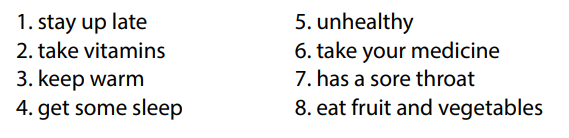 1. stay up late
2. take vitamins
3. keep warm
4. get some sleep
5. unhealthy
6. take your medicine
7. has a sore throat
8. eat fruit and vegetables